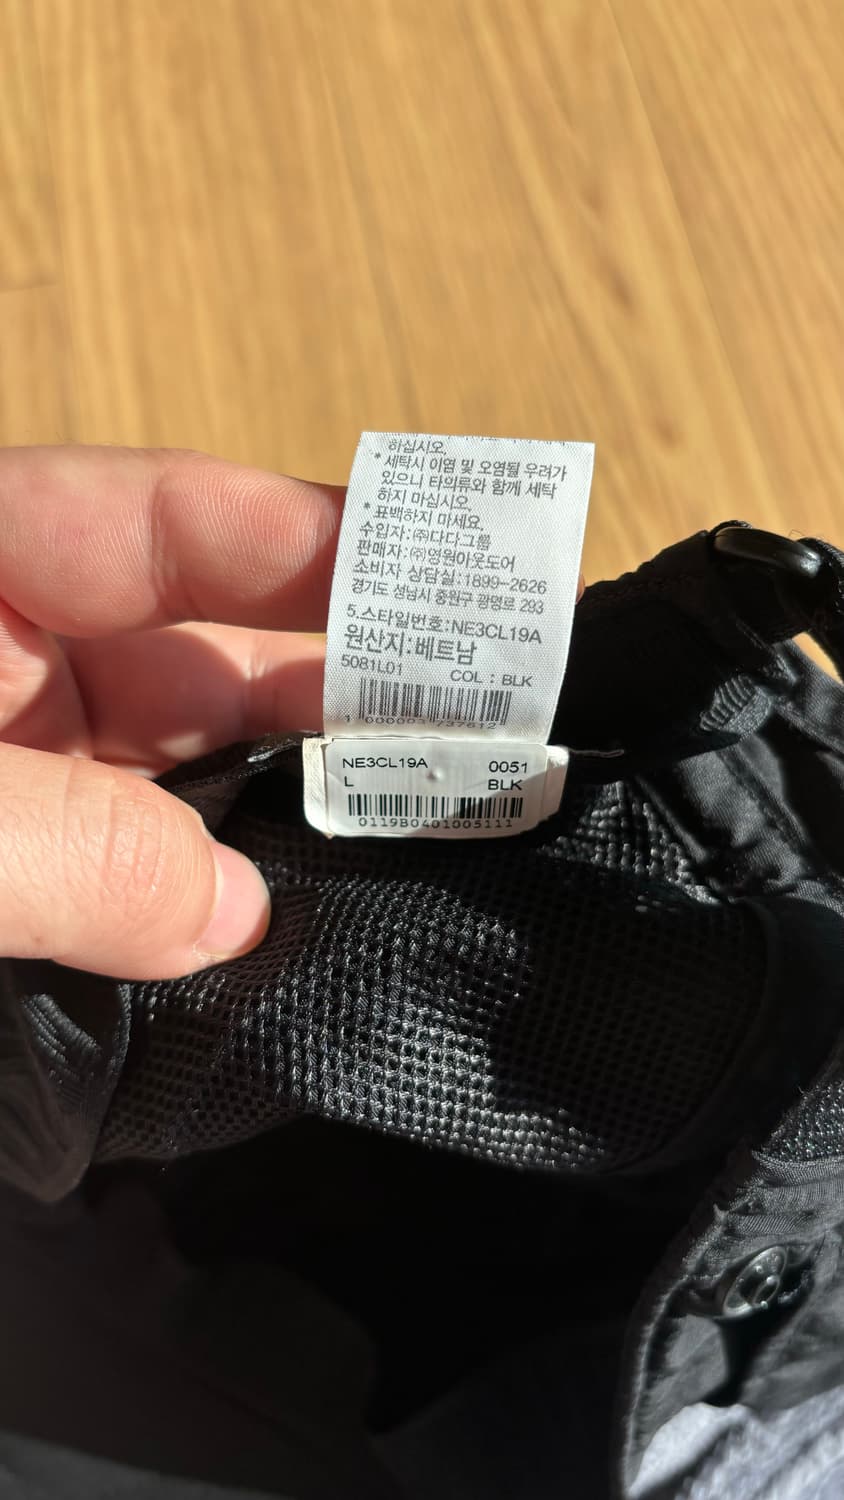 하십시오.
* 세탁시 이염 및 오염될 우려가
있으니 타의류와 함께 세탁
하지 마십시오.
* 표백하지 마세요.
수입자:㈜다다그룹
판매자:㈜영원아웃도어
소비자 상담실:1899-2626
경기도 성남시 중원구 광명로 293
5.스타일번호:NE3CL19A
원산지:베트남
5081L01 COL : BLK
1 000003 737612
NE3CL19A 0051
L BLK
0119B0401005111